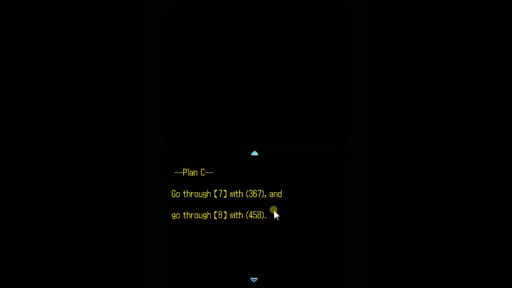 --Plan C--
Go through [7] with (367), and
go through [8] with (458).